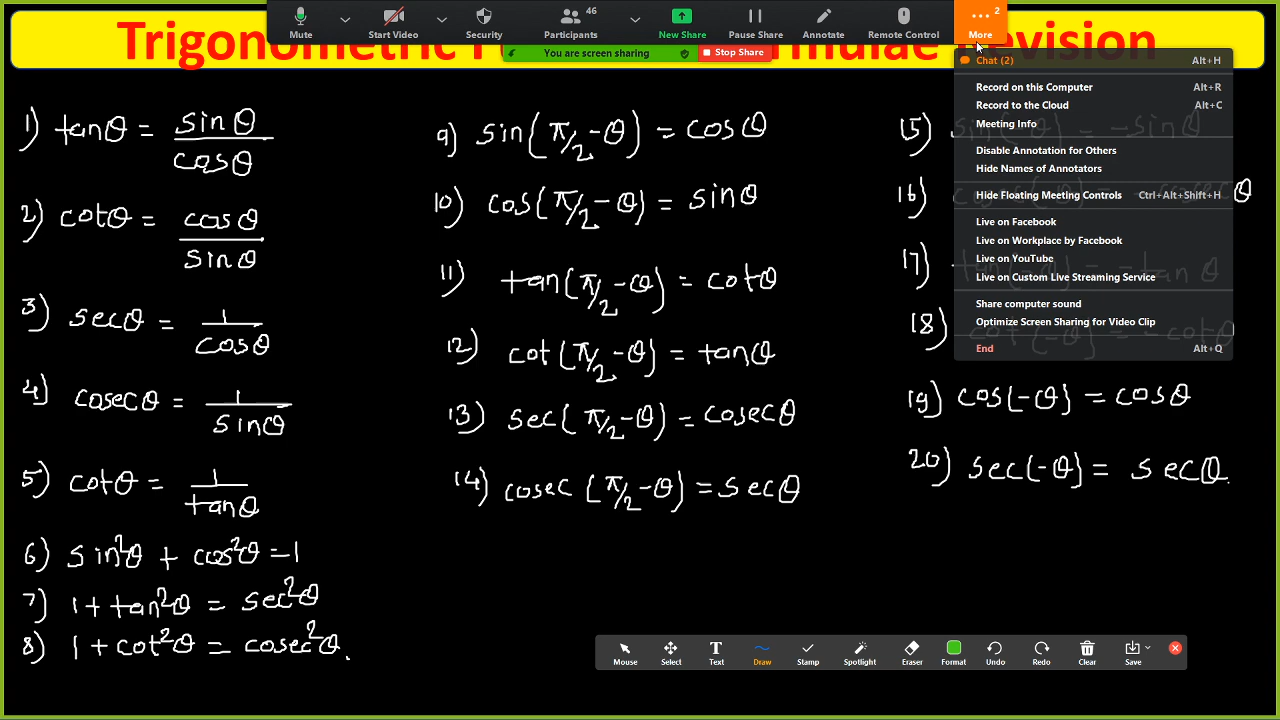 46
2
Mute
Start Video
Security
Participants
New Share
Pause Share
Annotate
Remote Control
More
Trigonometric
vision
You are screen sharing
Stop Share
Chat (2) Alt+H
Record on this Computer Alt+R
Record to the Cloud Alt+C
Meeting Info
Disable Annotation for Others
Hide Names of Annotators
Hide Floating Meeting Controls Ctrl+Alt+Shift+H
Live on Facebook
Live on Workplace by Facebook
Live on YouTube
Live on Custom Live Streaming Service
Share computer sound
Optimize Screen Sharing for Video Clip
End Alt+Q
1) tanθ = sinθ/cosθ
2) cotθ = cosθ/sinθ
3) secθ = 1/cosθ
4) cosecθ = 1/sinθ
5) cotθ = 1/tanθ
6) sin²θ + cos²θ = 1
7) 1 + tan²θ = sec²θ
8) 1 + cot²θ = cosec²θ.
9) sin(π/2 - θ) = cosθ
10) cos(π/2 - θ) = sinθ
11) tan(π/2 - θ) = cotθ
12) cot(π/2 - θ) = tanθ
13) sec(π/2 - θ) = cosecθ
14) cosec(π/2 - θ) = secθ
15) sin(-θ) = -sinθ
16) = -cosecθ
17) tan(-θ) = -tanθ
18) cot(-θ) = -cotθ
19) cos(-θ) = cosθ
20) sec(-θ) = secθ.
Mouse
Select
Text
Draw
Stamp
Spotlight
Eraser
Format
Undo
Redo
Clear
Save